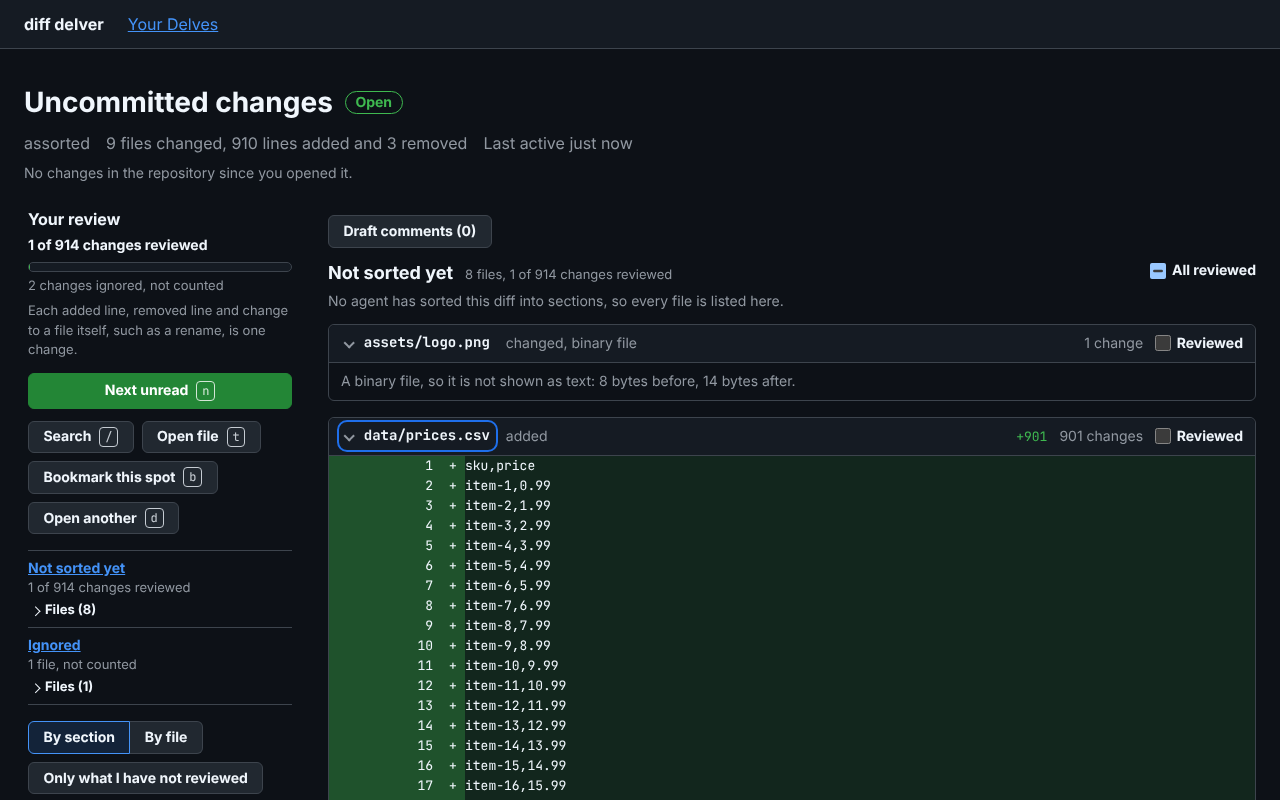 diff delver Your Delves
Uncommitted changes Open
assorted 9 files changed, 910 lines added and 3 removed Last active just now
No changes in the repository since you opened it.
Your review
1 of 914 changes reviewed
2 changes ignored, not counted
Each added line, removed line and change
to a file itself, such as a rename, is one
change.
Next unread n
Search / Open file t
Bookmark this spot b
Open another d
Not sorted yet
1 of 914 changes reviewed
Files (8)
Ignored
1 file, not counted
Files (1)
By section By file
Only what I have not reviewed
Draft comments (0)
Not sorted yet 8 files, 1 of 914 changes reviewed All reviewed
No agent has sorted this diff into sections, so every file is listed here.
assets/logo.png changed, binary file 1 change Reviewed
A binary file, so it is not shown as text: 8 bytes before, 14 bytes after.
data/prices.csv added +901 901 changes Reviewed
1 + sku,price
2 + item-1,0.99
3 + item-2,1.99
4 + item-3,2.99
5 + item-4,3.99
6 + item-5,4.99
7 + item-6,5.99
8 + item-7,6.99
9 + item-8,7.99
10 + item-9,8.99
11 + item-10,9.99
12 + item-11,10.99
13 + item-12,11.99
14 + item-13,12.99
15 + item-14,13.99
16 + item-15,14.99
17 + item-16,15.99